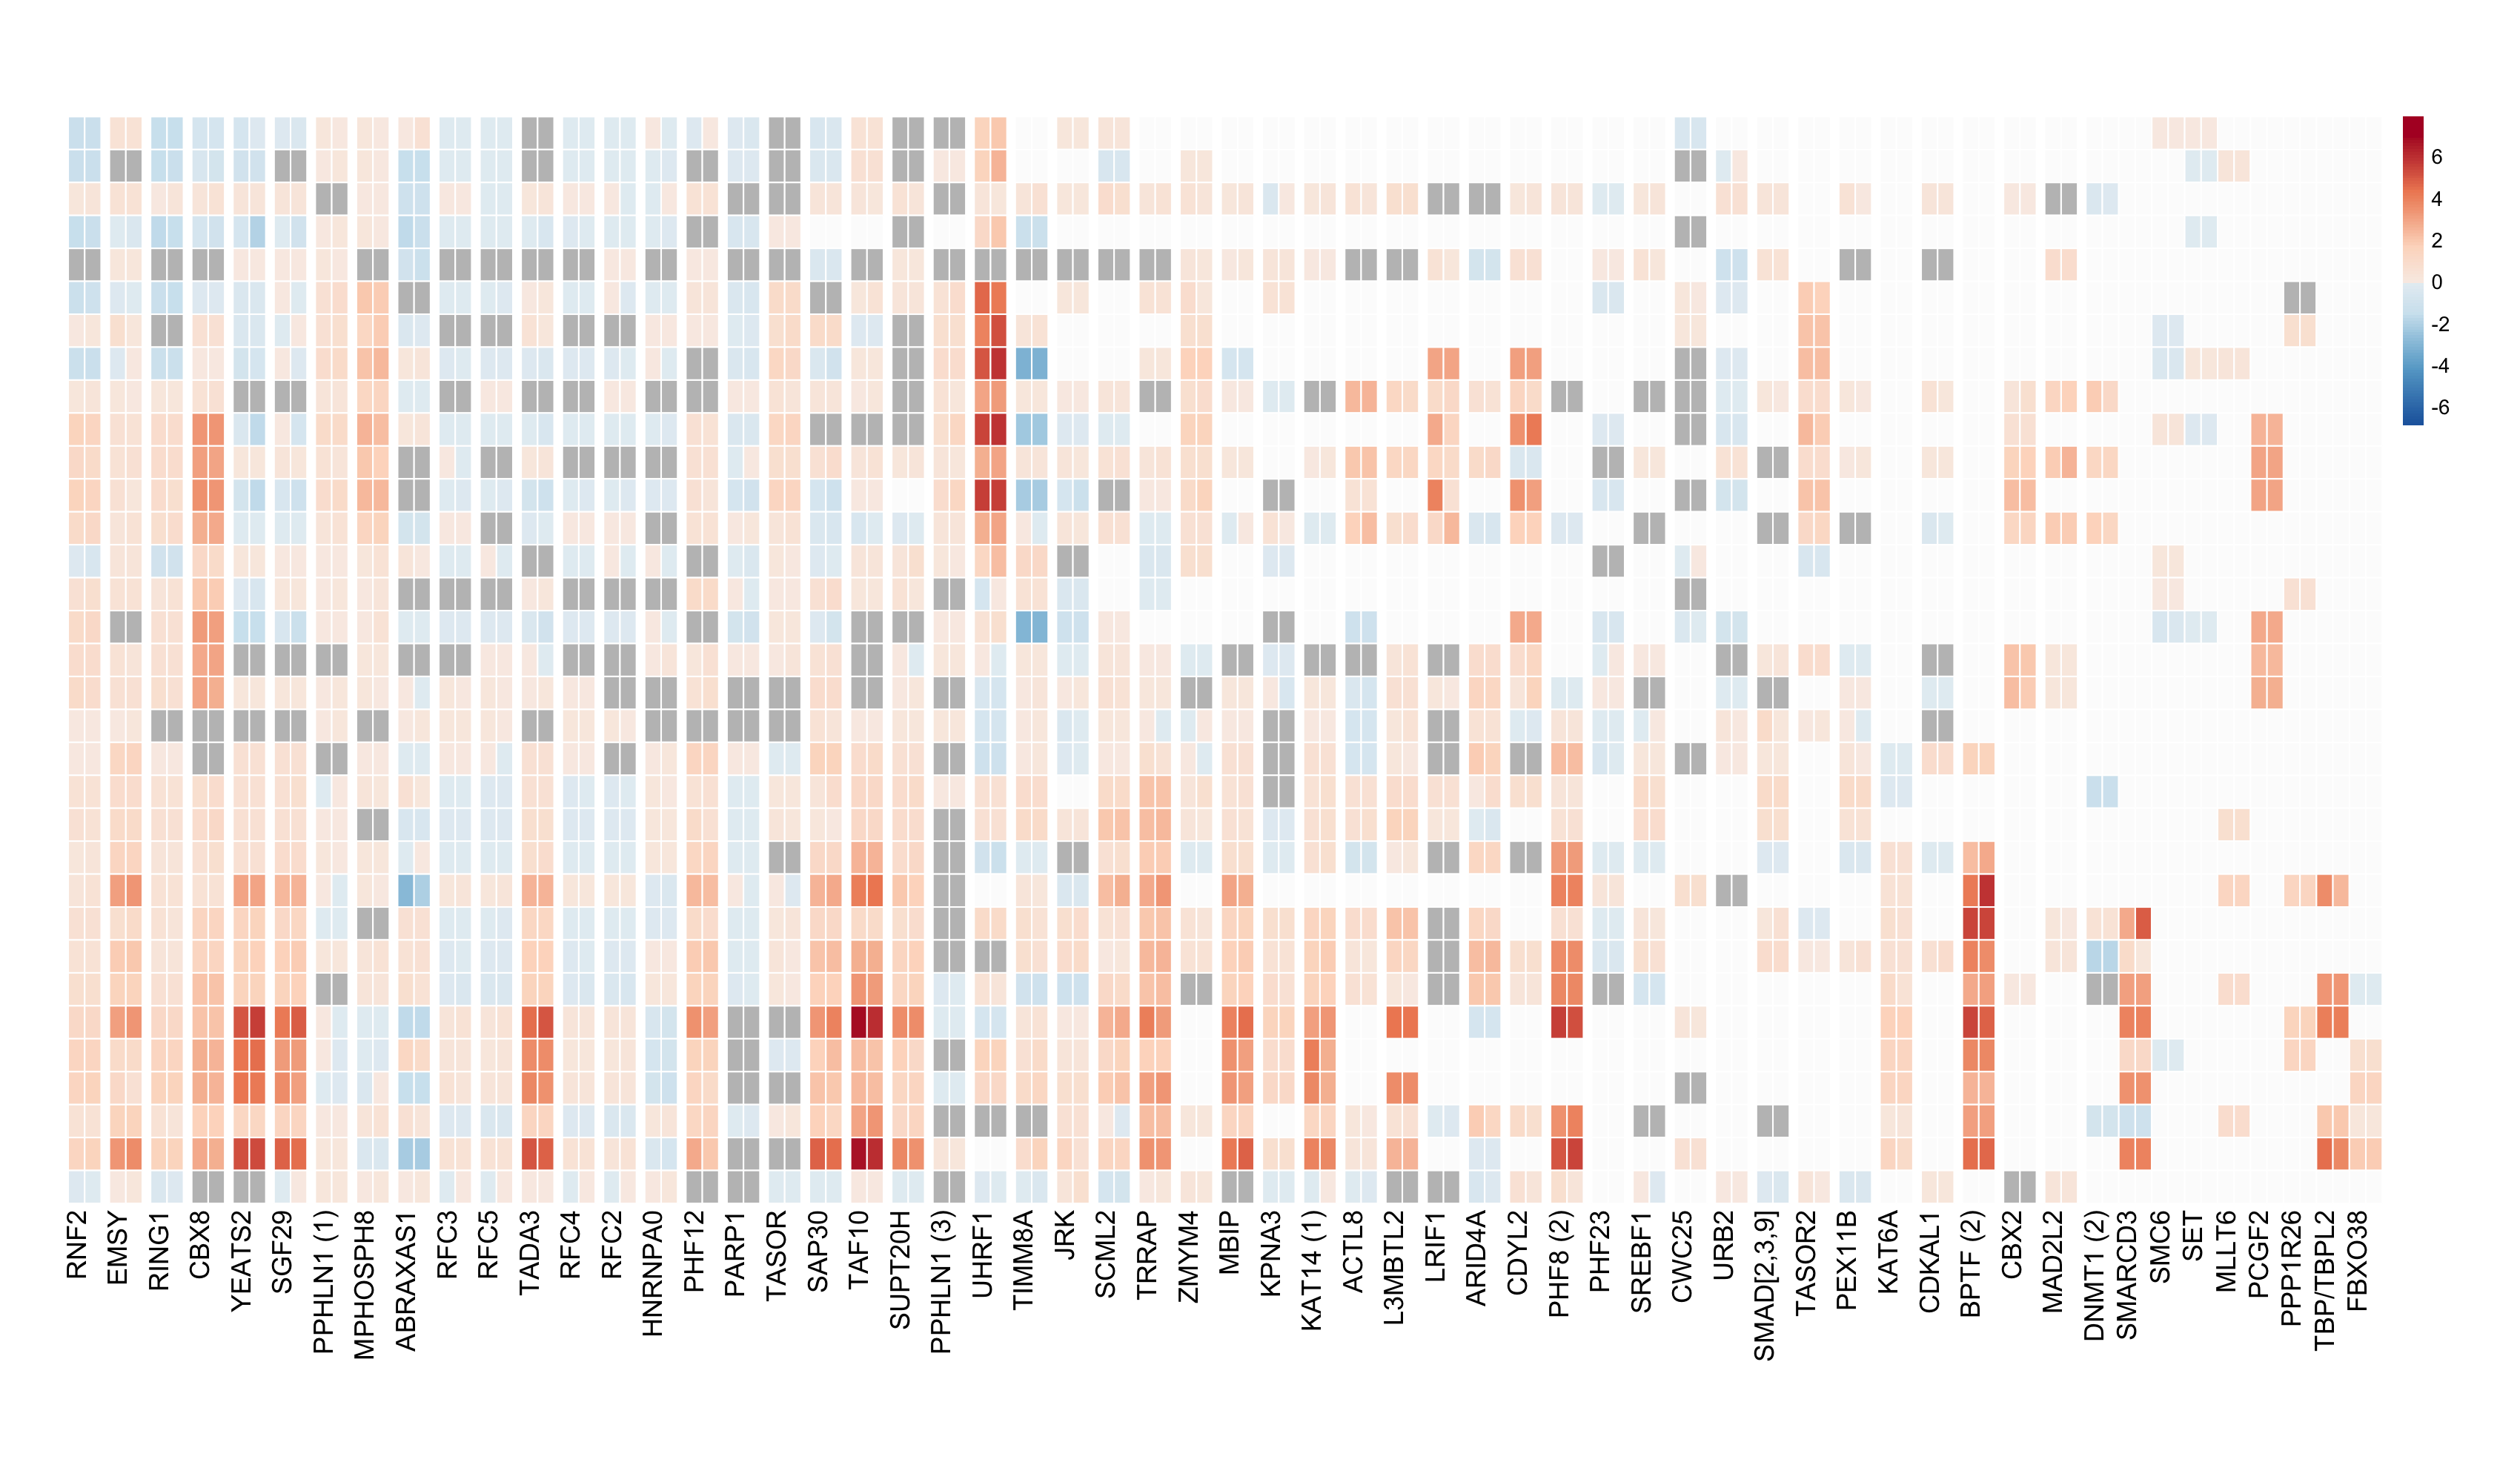 6
4
2
0
-2
-4
-6
RNF2
EMSY
RING1
CBX8
YEATS2
SGF29
PPHLN1 (1)
MPHOSPH8
ABRAXAS1
RFC3
RFC5
TADA3
RFC4
RFC2
HNRNPA0
PHF12
PARP1
TASOR
SAP30
TAF10
SUPT20H
PPHLN1 (3)
UHRF1
TIMM8A
JRK
SCML2
TRRAP
ZMYM4
MBIP
KPNA3
KAT14 (1)
ACTL8
L3MBTL2
LRIF1
ARID4A
CDYL2
PHF8 (2)
PHF23
SREBF1
CWC25
URB2
SMAD[2,3,9]
TASOR2
PEX11B
KAT6A
CDKAL1
BPTF (2)
CBX2
MAD2L2
DNMT1 (2)
SMARCD3
SMC6
SET
MLLT6
PCGF2
PPP1R26
TBP/TBPL2
FBXO38